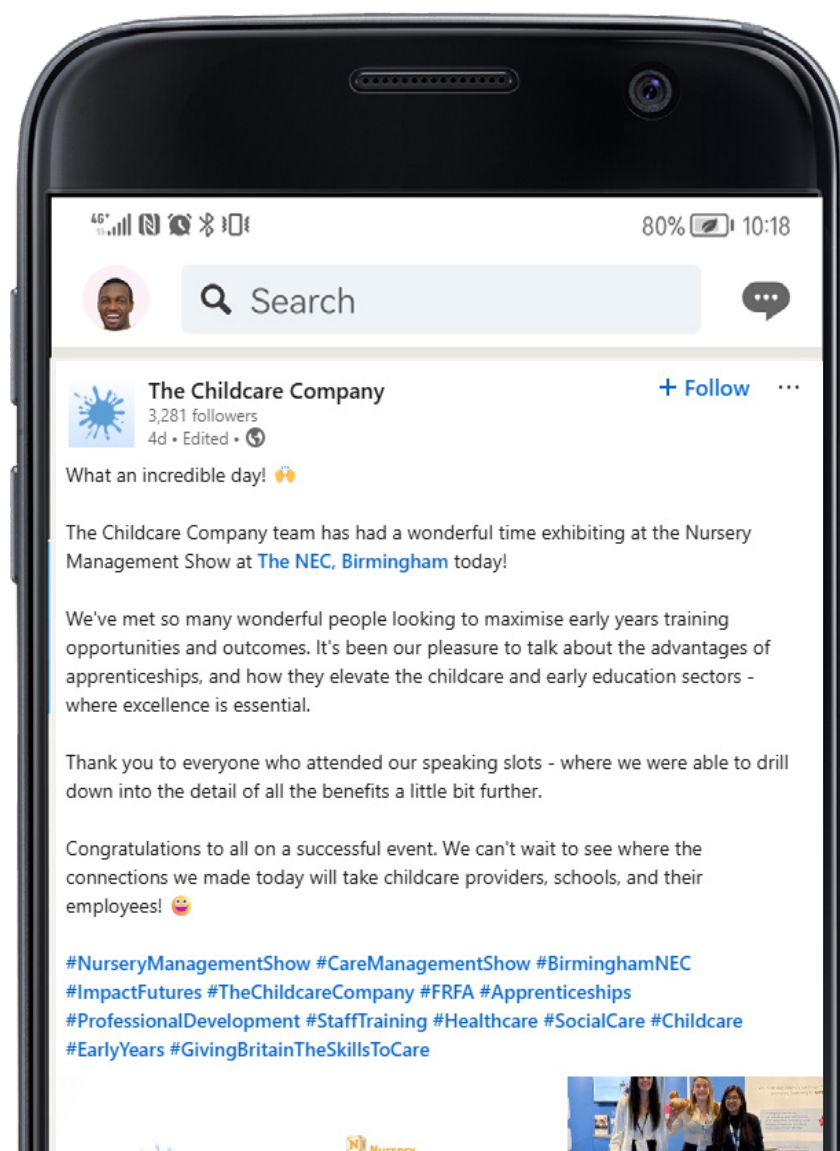 4G+
80% 10:18
Search
The Childcare Company
+ Follow ...
3,281 followers
4d • Edited •
What an incredible day! 🙌
The Childcare Company team has had a wonderful time exhibiting at the Nursery
Management Show at The NEC, Birmingham today!
We've met so many wonderful people looking to maximise early years training
opportunities and outcomes. It's been our pleasure to talk about the advantages of
apprenticeships, and how they elevate the childcare and early education sectors -
where excellence is essential.
Thank you to everyone who attended our speaking slots - where we were able to drill
down into the detail of all the benefits a little bit further.
Congratulations to all on a successful event. We can't wait to see where the
connections we made today will take childcare providers, schools, and their
employees! 😀
#NurseryManagementShow #CareManagementShow #BirminghamNEC
#ImpactFutures #TheChildcareCompany #FRFA #Apprenticeships
#ProfessionalDevelopment #StaffTraining #Healthcare #SocialCare #Childcare
#EarlyYears #GivingBritainTheSkillsToCare
N Nursery